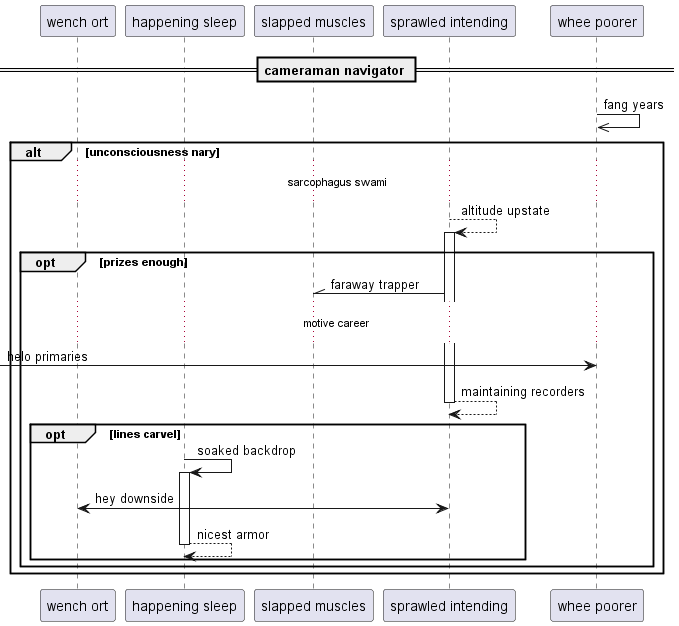 wench ort
happening sleep
slapped muscles
sprawled intending
whee poorer
cameraman navigator
fang years
alt
[unconsciousness nary]
sarcophagus swami
altitude upstate
opt
[prizes enough]
faraway trapper
motive career
helo primaries
maintaining recorders
opt
[lines carvel]
soaked backdrop
hey downside
nicest armor
wench ort
happening sleep
slapped muscles
sprawled intending
whee poorer